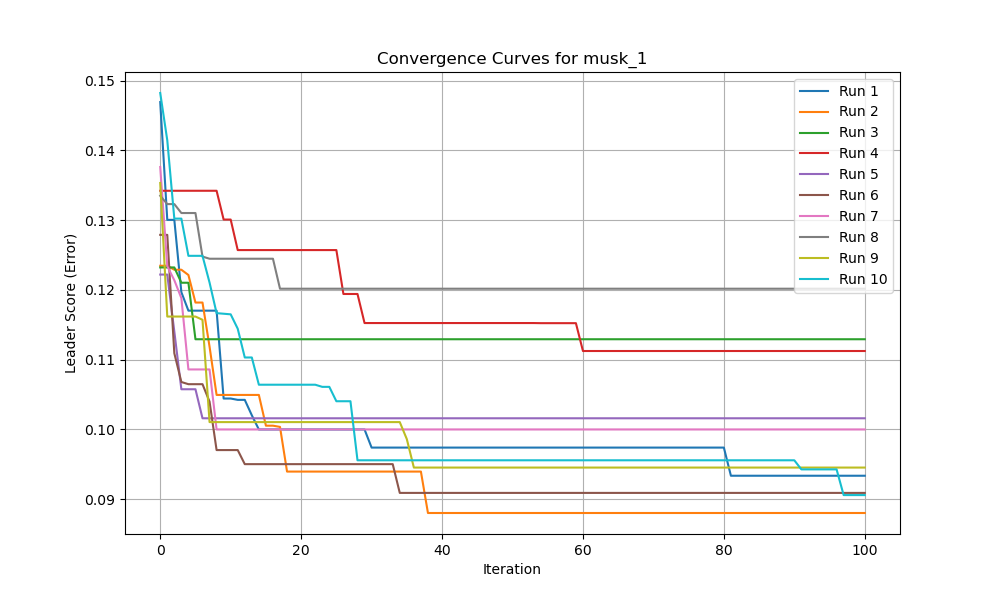 Convergence Curves for musk_1
Leader Score (Error)
0.15
0.14
0.13
0.12
0.11
0.10
0.09
Run 1
Run 2
Run 3
Run 4
Run 5
Run 6
Run 7
Run 8
Run 9
Run 10
0 20 40 60 80 100
Iteration